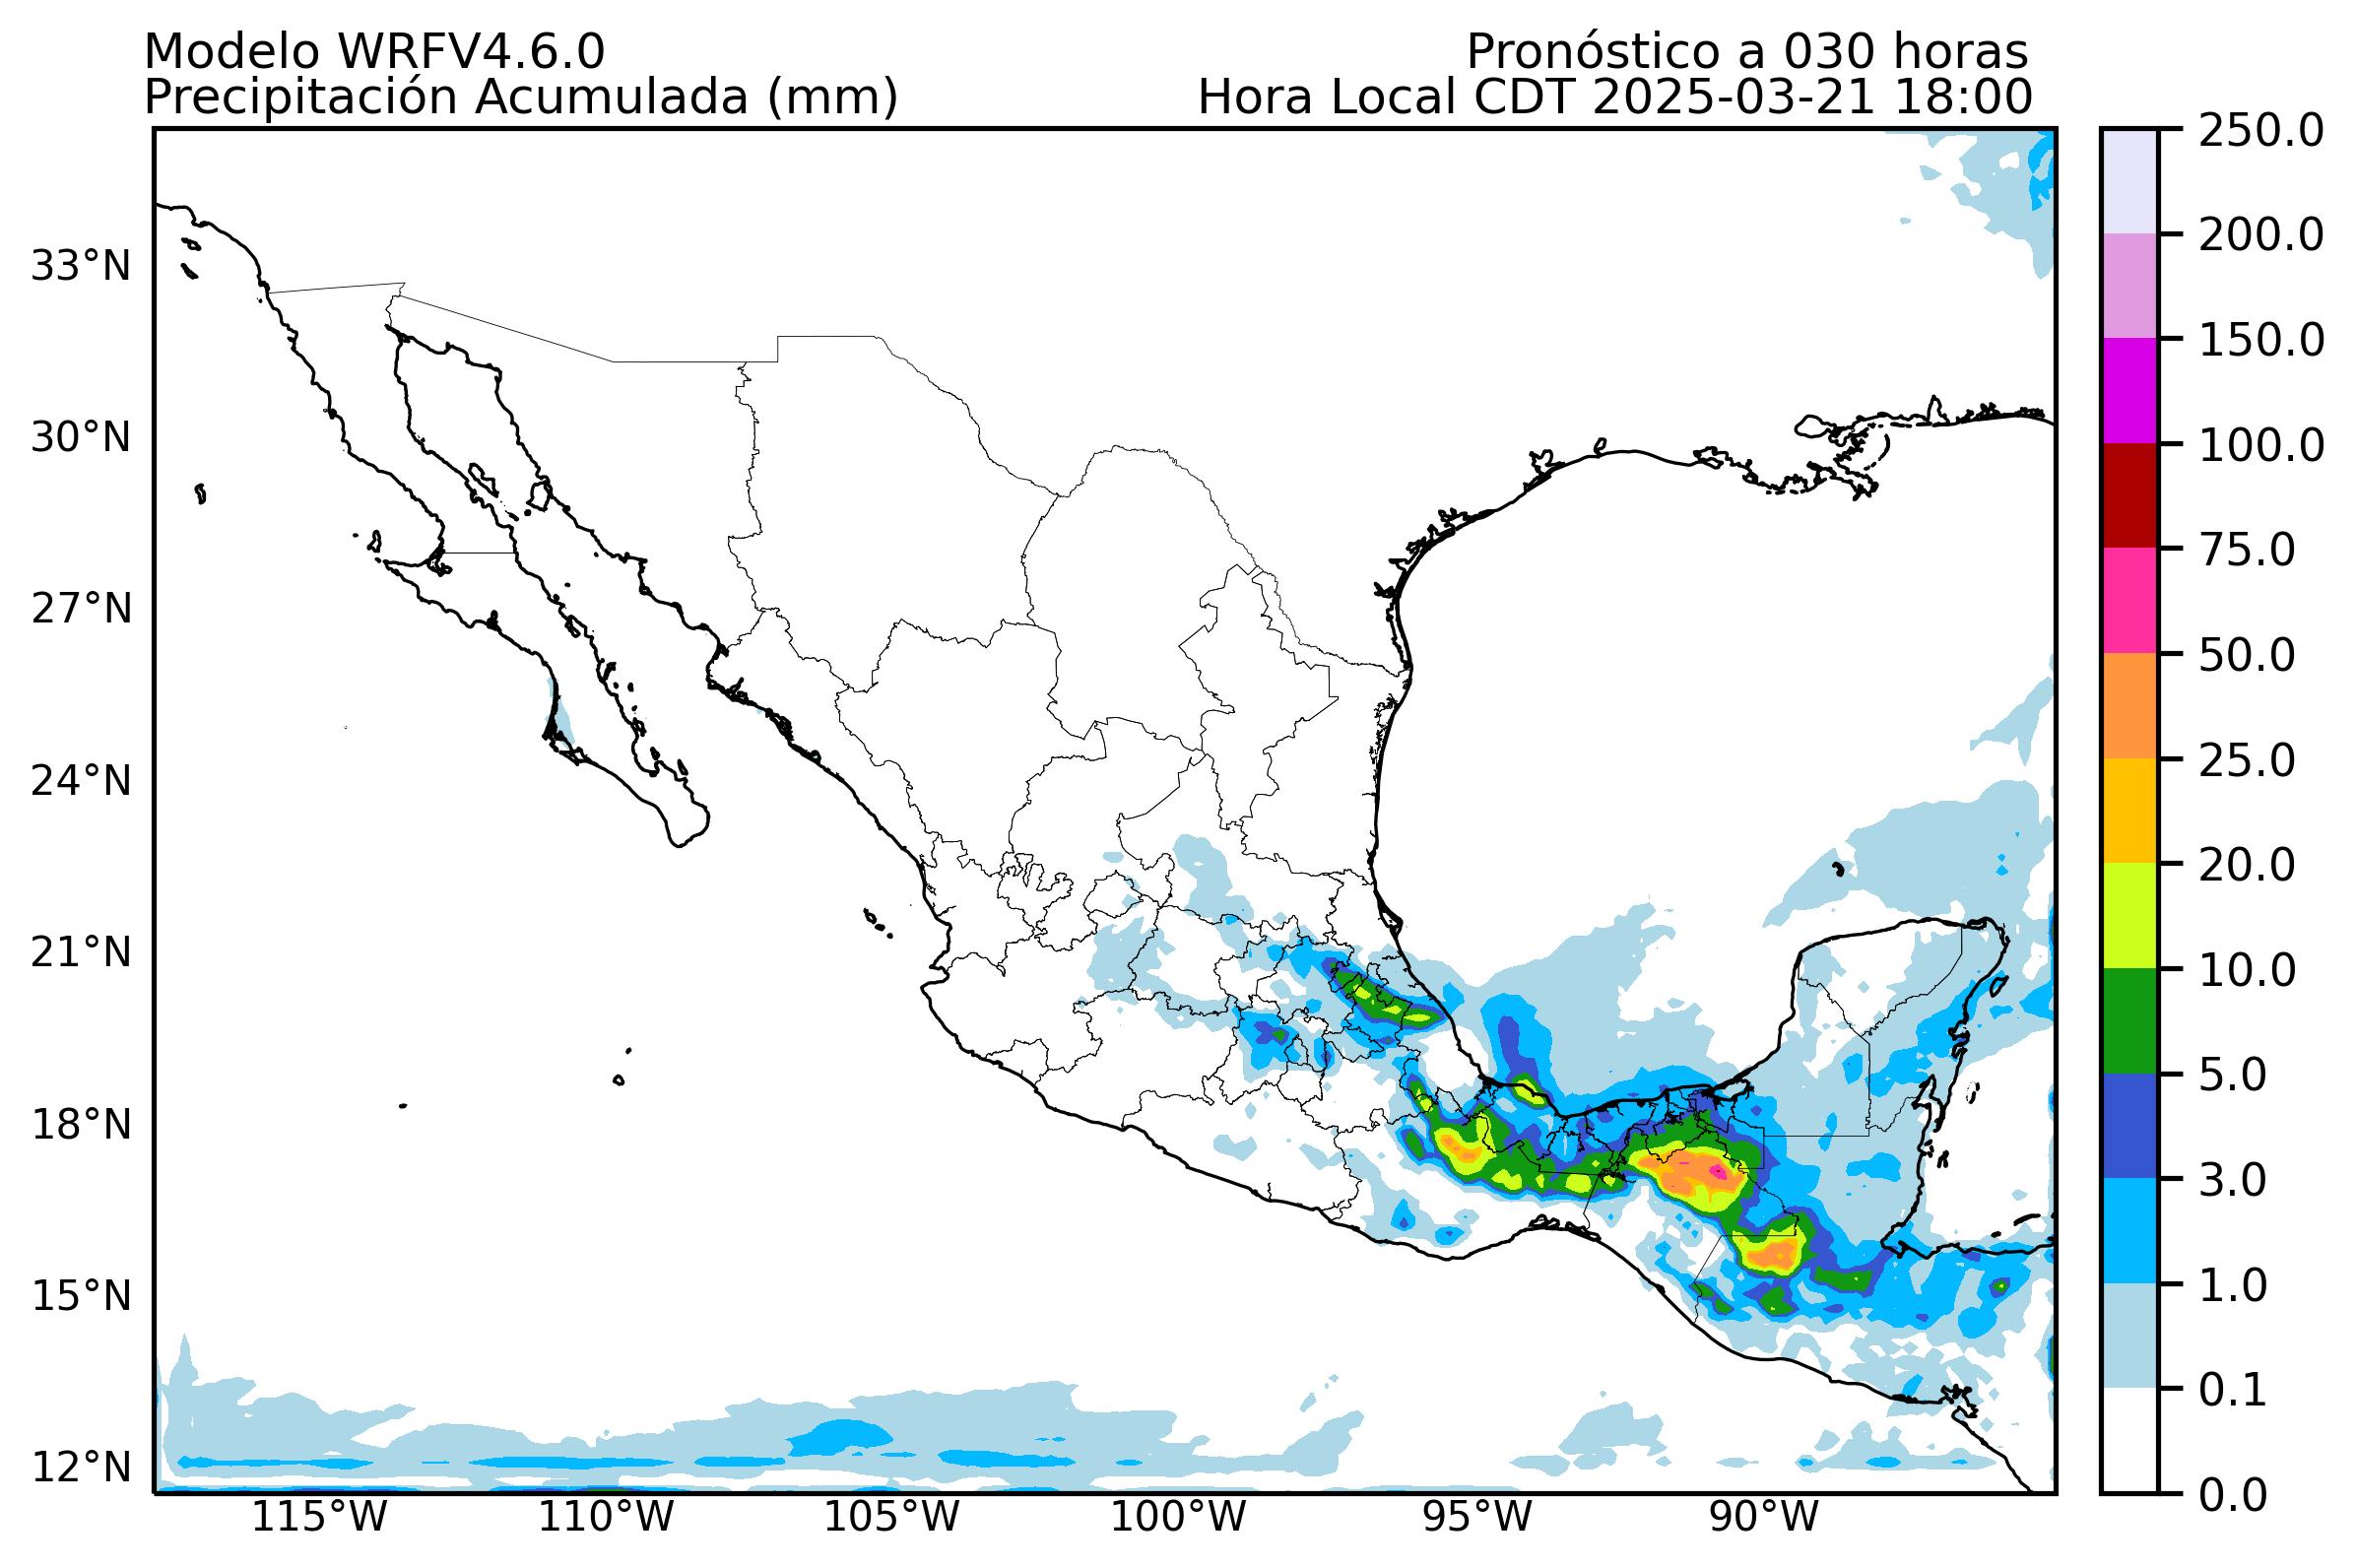 Modelo WRFV4.6.0
Pronóstico a 030 horas
Precipitación Acumulada (mm)
Hora Local CDT 2025-03-21 18:00
33°N
30°N
27°N
24°N
21°N
18°N
15°N
12°N
115°W
110°W
105°W
100°W
95°W
90°W
250.0
200.0
150.0
100.0
75.0
50.0
25.0
20.0
10.0
5.0
3.0
1.0
0.1
0.0